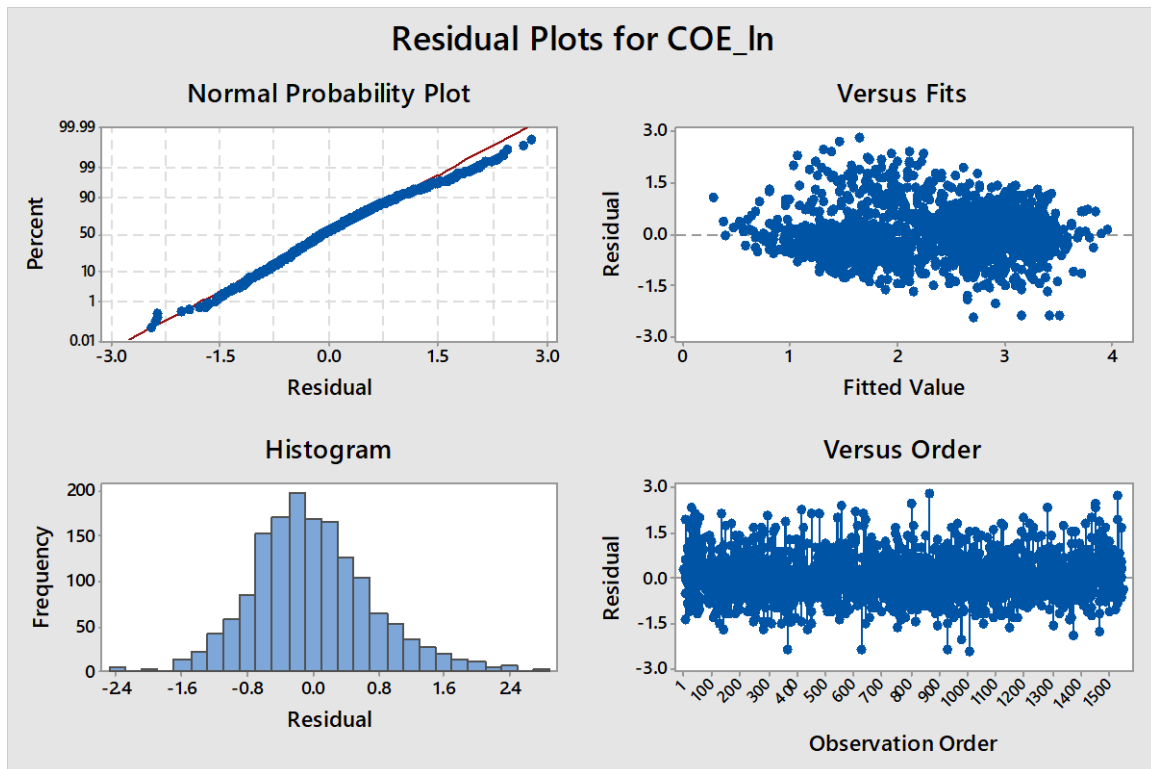 Residual Plots for COE_ln
Normal Probability Plot
99.99
99
90
50
10
1
0.01
Percent
-3.0 -1.5 0.0 1.5 3.0
Residual
Versus Fits
3.0
1.5
0.0
-1.5
-3.0
Residual
0 1 2 3 4
Fitted Value
Histogram
200
150
100
50
0
Frequency
-2.4 -1.6 -0.8 0.0 0.8 1.6 2.4
Residual
Versus Order
3.0
1.5
0.0
-1.5
-3.0
Residual
1 100 200 300 400 500 600 700 800 900 1000 1100 1200 1300 1400 1500
Observation Order